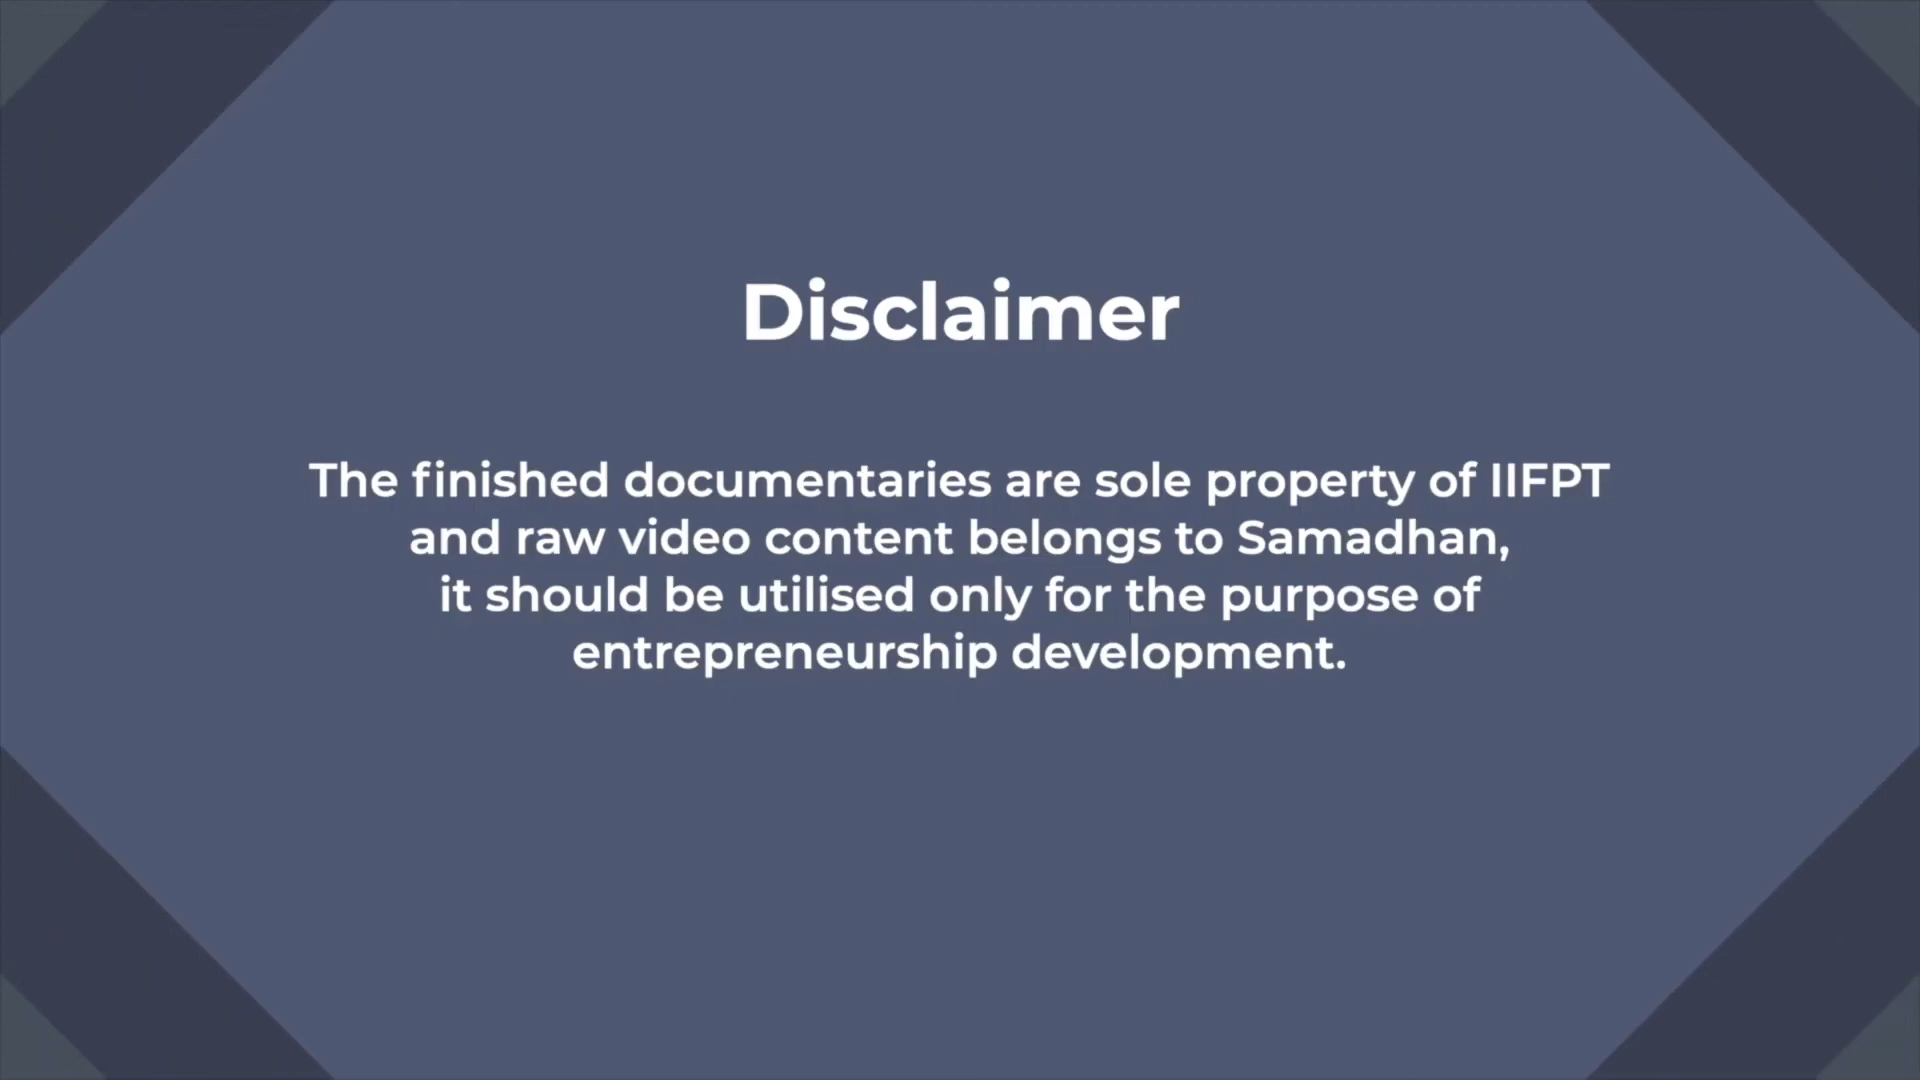 Disclaimer
The finished documentaries are sole property of IIFPT
and raw video content belongs to Samadhan,
it should be utilised only for the purpose of
entrepreneurship development.